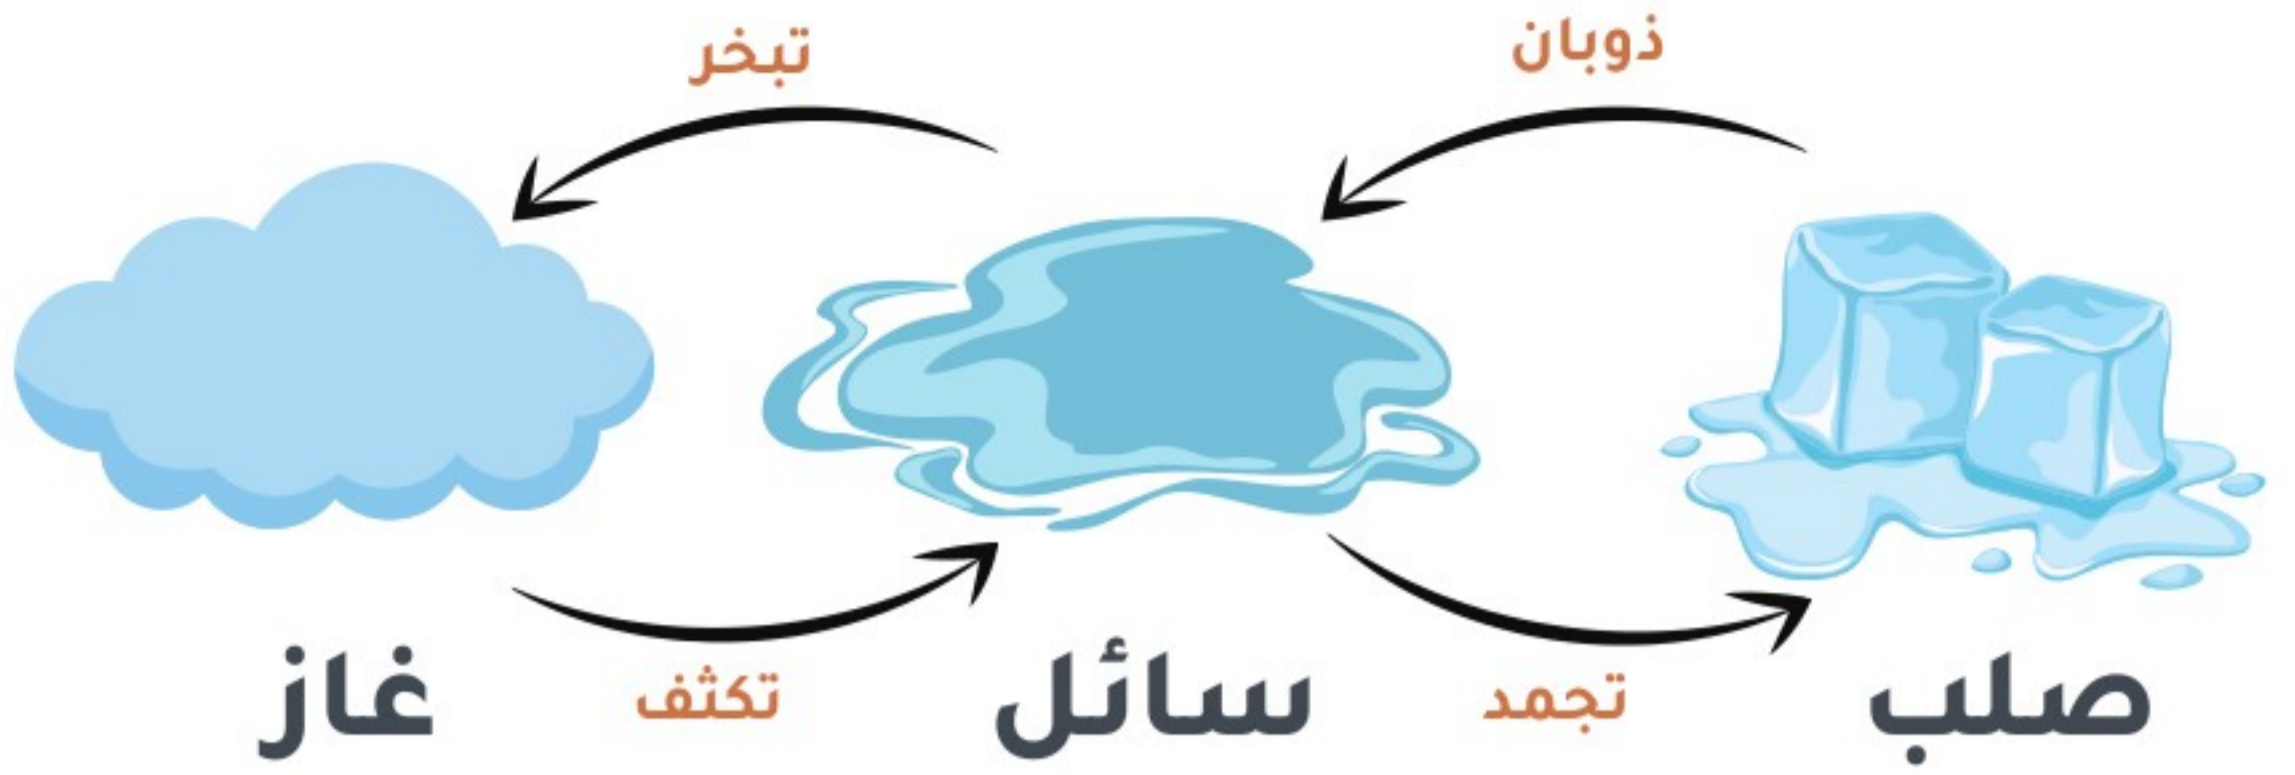 ذوبان
تبخر
صلب
تجمد
سائل
تكثف
غاز